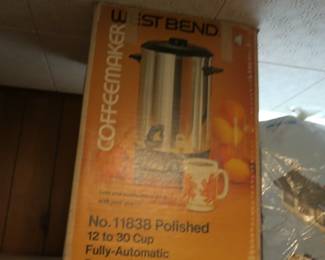 WEST BEND
COFFEEMAKER
No. 11838 Polished
12 to 30 Cup
Fully-Automatic